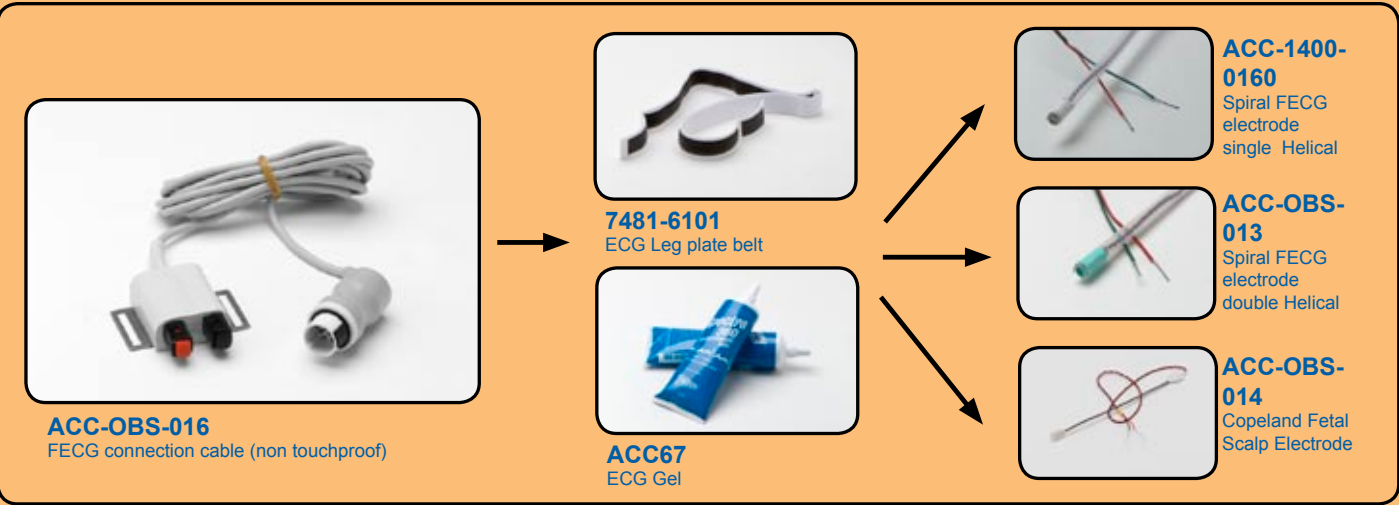 ACC-OBS-016
FECG connection cable (non touchproof)
7481-6101
ECG Leg plate belt
ACC67
ECG Gel
ACC-1400-
0160
Spiral FECG
electrode
single Helical
ACC-OBS-
013
Spiral FECG
electrode
double Helical
ACC-OBS-
014
Copeland Fetal
Scalp Electrode